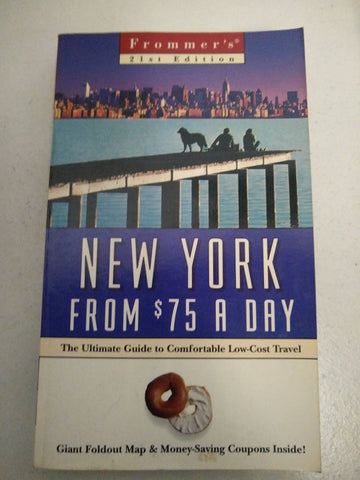 Frommer's®
21st Edition
NEW YORK
FROM $75 A DAY
The Ultimate Guide to Comfortable Low-Cost Travel
Giant Foldout Map & Money-Saving Coupons Inside!